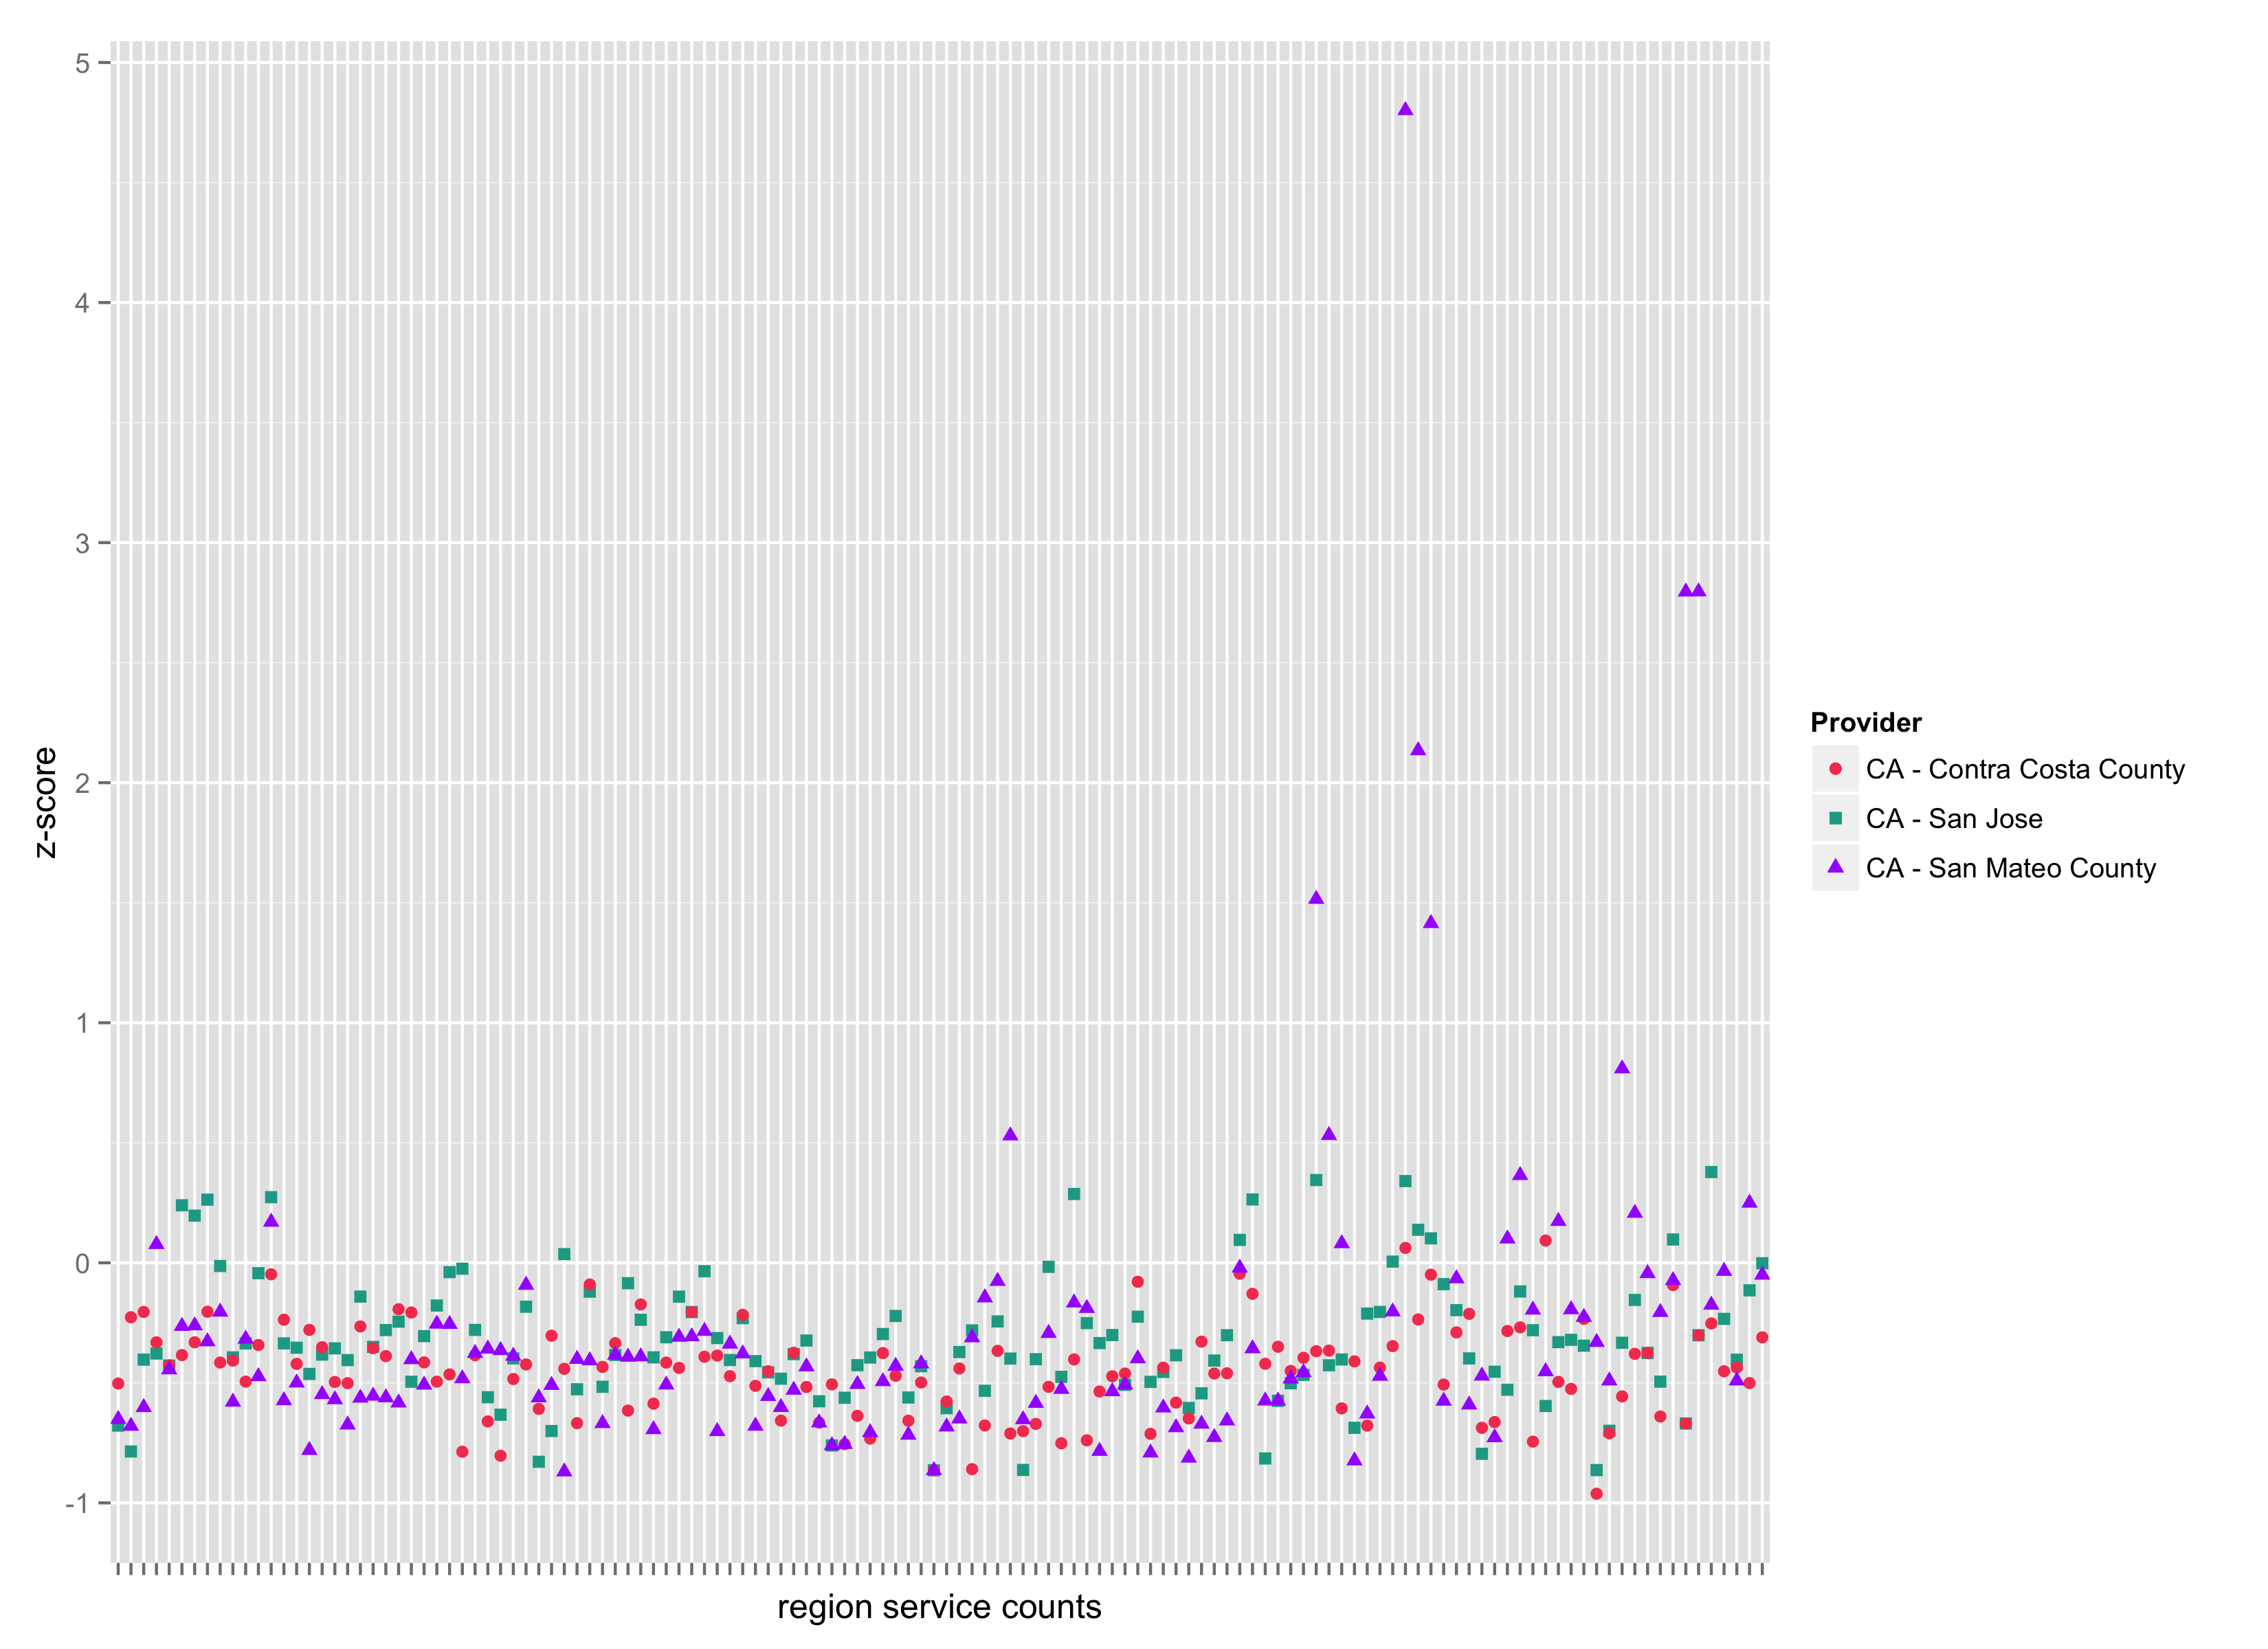 5
4
3
2
1
0
-1
z-score
region service counts
Provider
CA - Contra Costa County
CA - San Jose
CA - San Mateo County